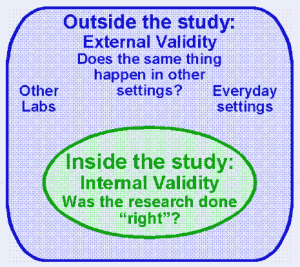 Outside the study:
External Validity
Does the same thing
happen in other
settings?
Other
Labs
Everyday
settings
Inside the study:
Internal Validity
Was the research done
“right”?